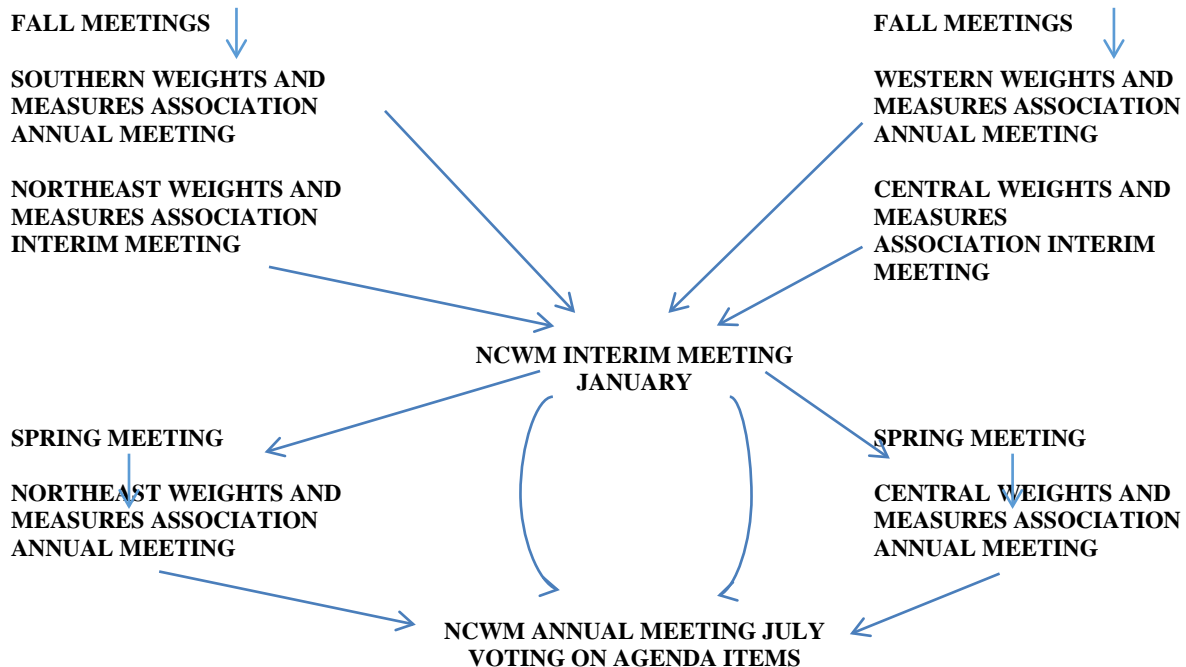 FALL MEETINGS
SOUTHERN WEIGHTS AND
MEASURES ASSOCIATION
ANNUAL MEETING
NORTHEAST WEIGHTS AND
MEASURES ASSOCIATION
INTERIM MEETING
FALL MEETINGS
WESTERN WEIGHTS AND
MEASURES ASSOCIATION
ANNUAL MEETING
CENTRAL WEIGHTS AND
MEASURES
ASSOCIATION INTERIM
MEETING
NCWM INTERIM MEETING
JANUARY
SPRING MEETING
NORTHEAST WEIGHTS AND
MEASURES ASSOCIATION
ANNUAL MEETING
SPRING MEETING
CENTRAL WEIGHTS AND
MEASURES ASSOCIATION
ANNUAL MEETING
NCWM ANNUAL MEETING JULY
VOTING ON AGENDA ITEMS